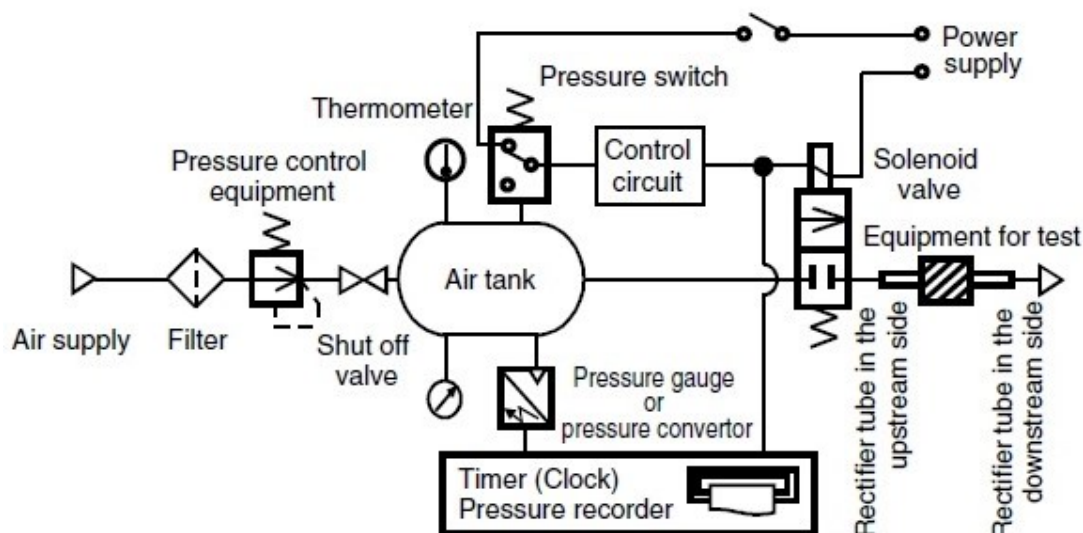 Power
supply
Pressure switch
Thermometer
Pressure control
equipment
Control
circuit
Solenoid
valve
Equipment for test
Air tank
Air supply
Filter
Shut off
valve
Pressure gauge
or
pressure convertor
Rectifier tube in the
upstream side
Rectifier tube in the
downstream side
Timer (Clock)
Pressure recorder